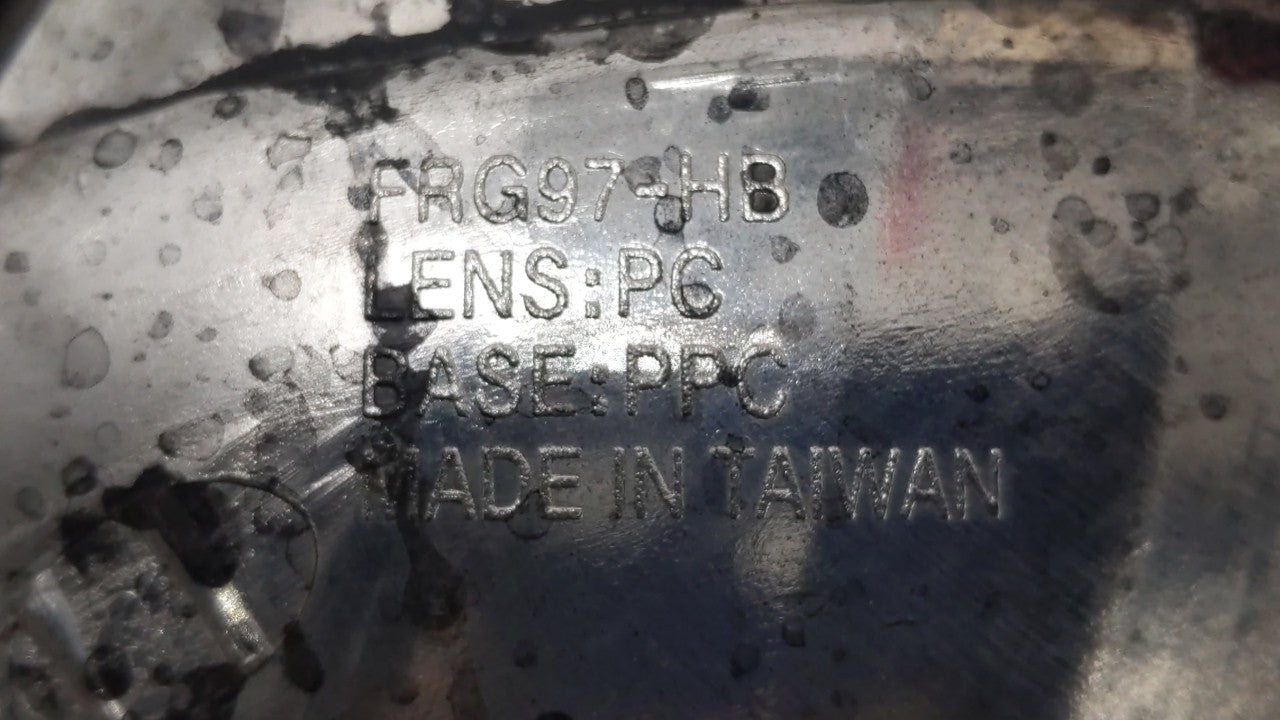 FRG97-HB
LENS:PC
BASE:PPC
MADE IN TAIWAN